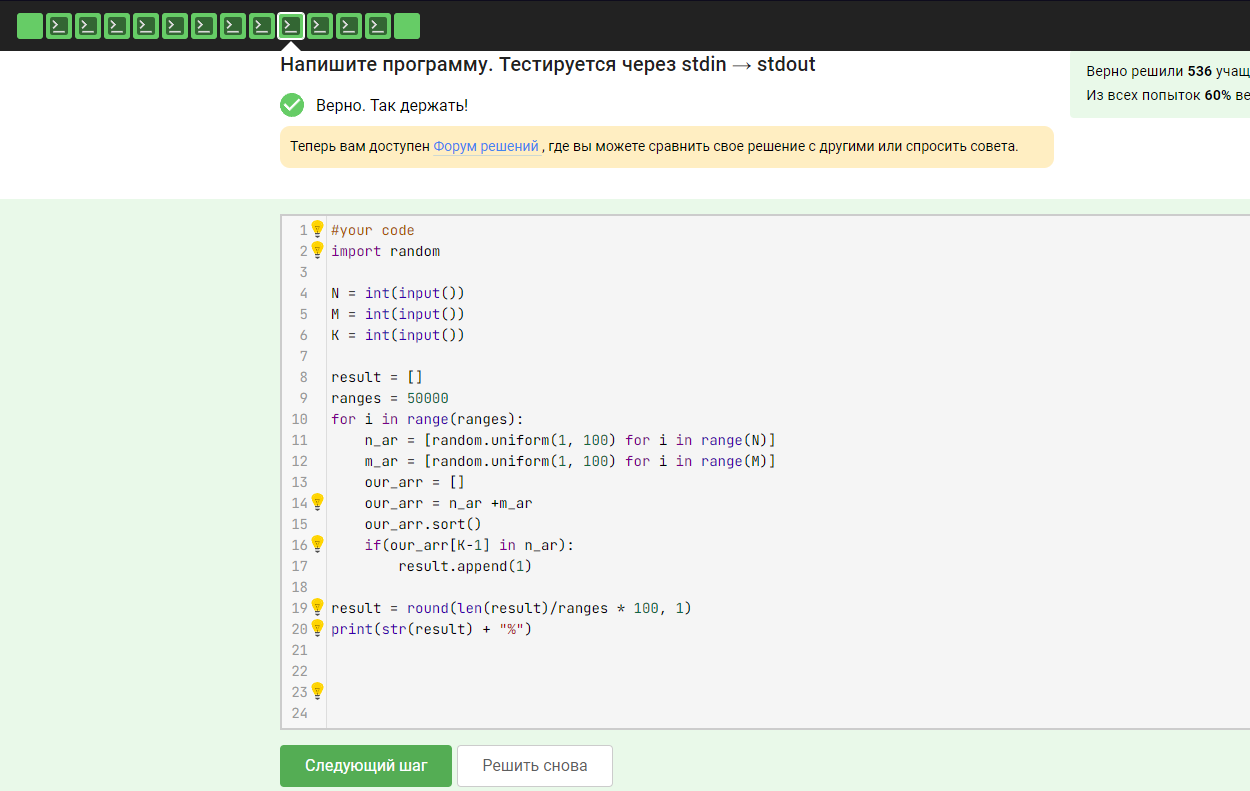 Напишите программу. Тестируется через stdin → stdout
Верно решили 536 учащ
Из всех попыток 60% ве
Верно. Так держать!
Теперь вам доступен Форум решений , где вы можете сравнить свое решение с другими или спросить совета.
1 #your code
2 import random
3
4 N = int(input())
5 M = int(input())
6 K = int(input())
7
8 result = []
9 ranges = 50000
10 for i in range(ranges):
11     n_ar = [random.uniform(1, 100) for i in range(N)]
12     m_ar = [random.uniform(1, 100) for i in range(M)]
13     our_arr = []
14     our_arr = n_ar +m_ar
15     our_arr.sort()
16     if(our_arr[K-1] in n_ar):
17         result.append(1)
18
19 result = round(len(result)/ranges * 100, 1)
20 print(str(result) + "%")
21
22
23
24
Следующий шаг
Решить снова